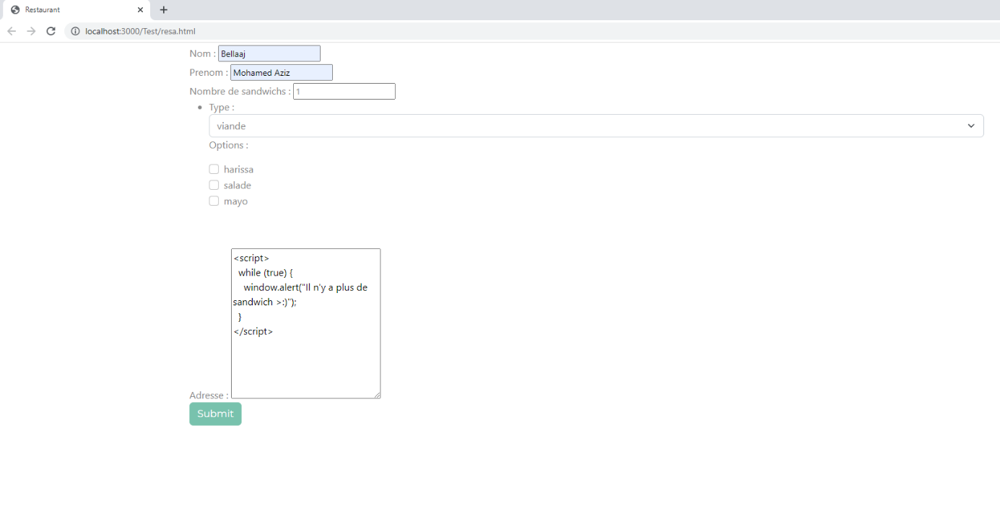 Restaurant
localhost:3000/Test/resa.html
Nom : Bellaaj
Prenom : Mohamed Aziz
Nombre de sandwichs : 1
Type :
viande
Options :
harissa
salade
mayo
<script>
while (true) {
window.alert("Il n'y a plus de
sandwich >:)");
}
</script>
Adresse :
Submit